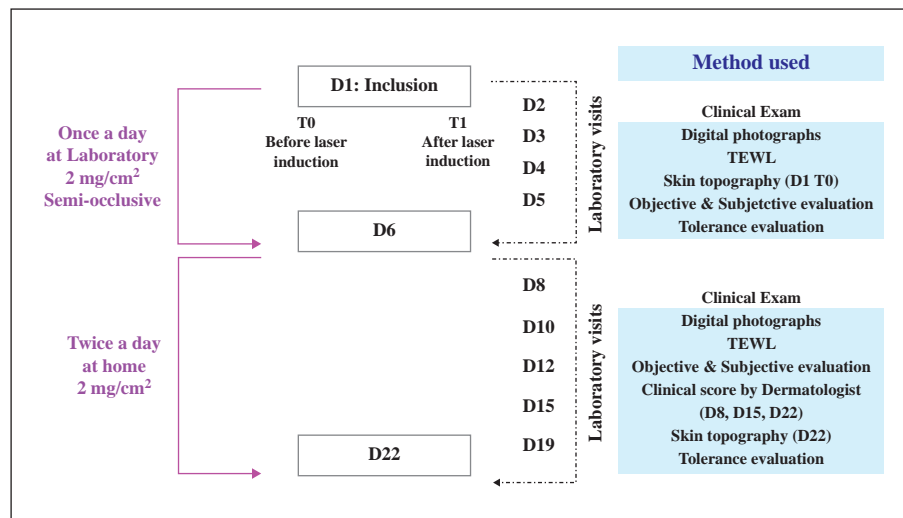 Once a day
at Laboratory
2 mg/cm²
Semi-occlusive
Twice a day
at home
2 mg/cm²
D1: Inclusion
T0
Before laser
induction
T1
After laser
induction
D6
D22
D2
D3
D4
D5
Laboratory visits
D8
D10
D12
D15
D19
Laboratory visits
Method used
Clinical Exam
Digital photographs
TEWL
Skin topography (D1 T0)
Objective & Subjetctive evaluation
Tolerance evaluation
Clinical Exam
Digital photographs
TEWL
Objective & Subjective evaluation
Clinical score by Dermatologist
(D8, D15, D22)
Skin topography (D22)
Tolerance evaluation